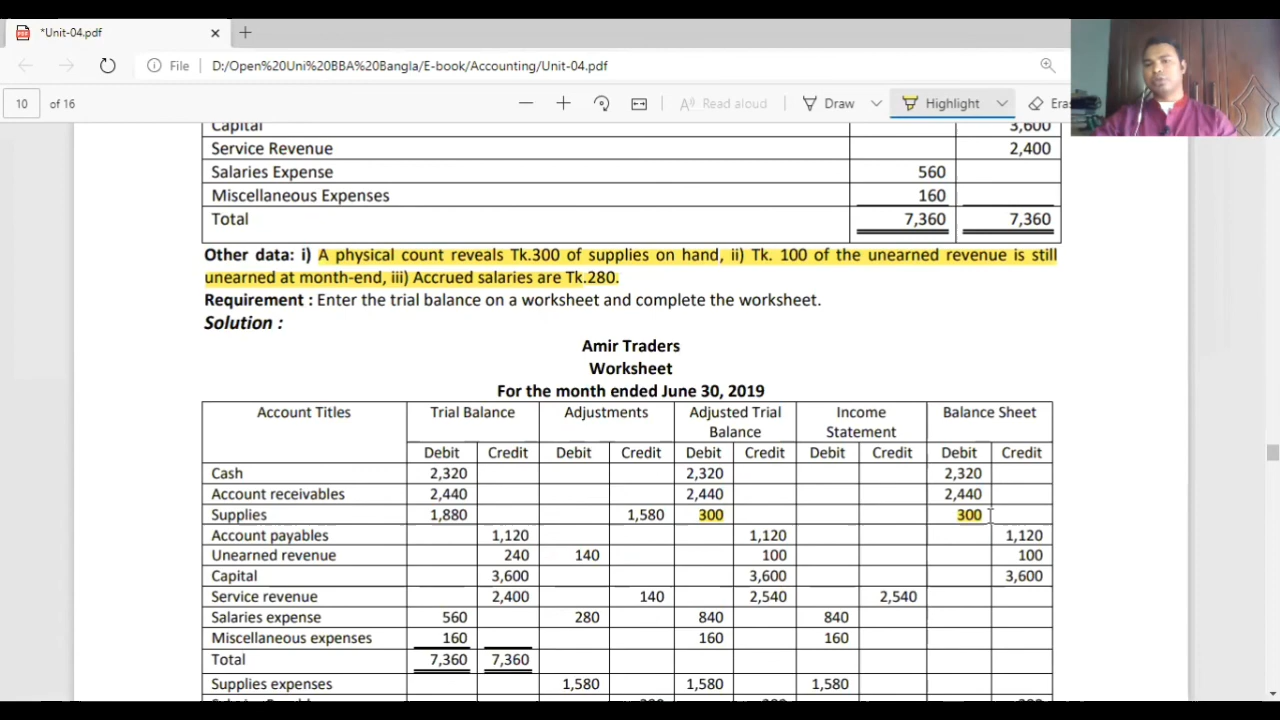 *Unit-04.pdf
File D:/Open%20Uni%20BBA%20Bangla/E-book/Accounting/Unit-04.pdf
10 of 16 Read aloud Draw Highlight
Capital 3,600
Service Revenue 2,400
Salaries Expense 560
Miscellaneous Expenses 160
Total 7,360 7,360
Other data: i) A physical count reveals Tk.300 of supplies on hand, ii) Tk. 100 of the unearned revenue is still
unearned at month-end, iii) Accrued salaries are Tk.280.
Requirement : Enter the trial balance on a worksheet and complete the worksheet.
Solution :
Amir Traders
Worksheet
For the month ended June 30, 2019
Account Titles Trial Balance Adjustments Adjusted Trial Balance Income Statement Balance Sheet
Debit Credit Debit Credit Debit Credit Debit Credit Debit Credit
Cash 2,320 2,320 2,320
Account receivables 2,440 2,440 2,440
Supplies 1,880 1,580 300 300
Account payables 1,120 1,120 1,120
Unearned revenue 240 140 100 100
Capital 3,600 3,600 3,600
Service revenue 2,400 140 2,540 2,540
Salaries expense 560 280 840 840
Miscellaneous expenses 160 160 160
Total 7,360 7,360
Supplies expenses 1,580 1,580 1,580